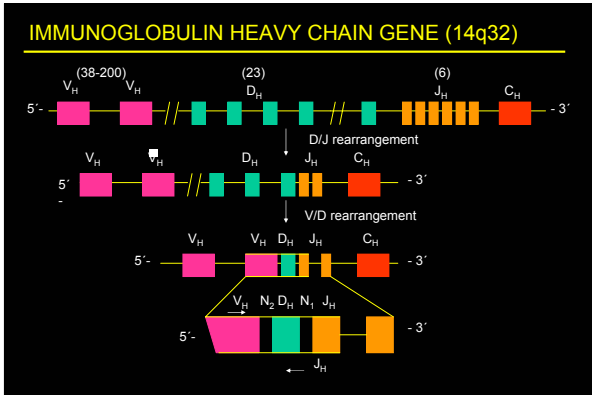 IMMUNOGLOBULIN HEAVY CHAIN GENE (14q32)
(38-200) (23) (6)
VH VH DH JH CH
5´- - 3´
D/J rearrangement
VH VH DH JH CH
5´ - 3´
-
V/D rearrangement
VH VH DH JH CH
5´- - 3´
VH N2 DH N1 JH
5´- - 3´
JH